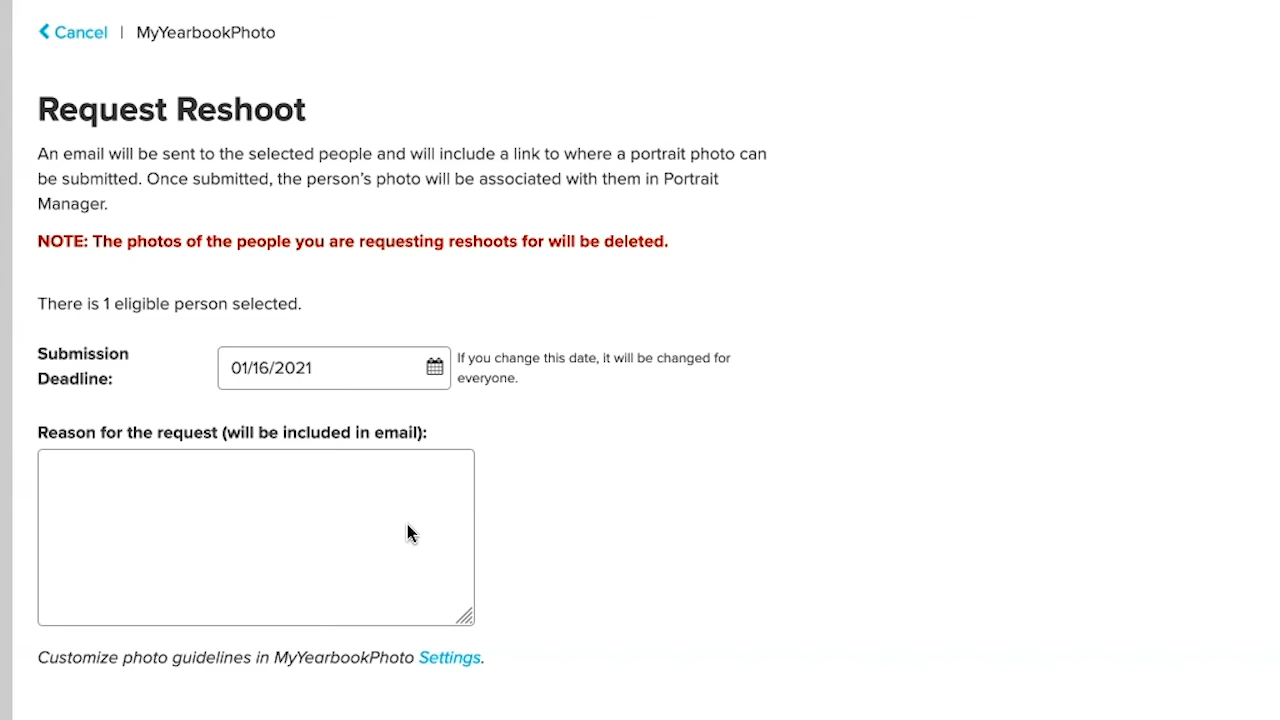 Cancel | MyYearbookPhoto
Request Reshoot
An email will be sent to the selected people and will include a link to where a portrait photo can
be submitted. Once submitted, the person's photo will be associated with them in Portrait
Manager.
NOTE: The photos of the people you are requesting reshoots for will be deleted.
There is 1 eligible person selected.
Submission
Deadline:
01/16/2021
If you change this date, it will be changed for
everyone.
Reason for the request (will be included in email):
Customize photo guidelines in MyYearbookPhoto Settings.